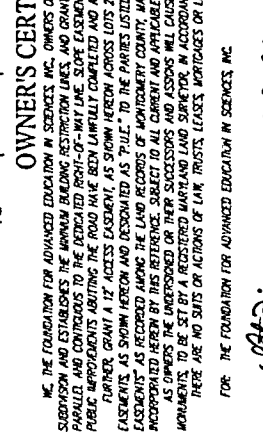 OWNER'S CERT
WE, THE FOUNDATION FOR ADVANCED EDUCATION IN SCIENCES, INC., OWNERS O
SUBDIVISION AND ESTABLISHES THE MINIMUM BUILDING RESTRICTION LINES, AND GRANT
PARALLEL AND CONTIGUOUS TO THE DEDICATED RIGHT-OF-WAY LINE. SLOPE EASEMEN
PUBLIC IMPROVEMENTS ABUTTING THE ROAD HAVE BEEN LAWFULLY COMPLETED AND A
FURTHER, GRANT A 12' ACCESS EASEMENT, AS SHOWN HEREON ACROSS LOTS 2
EASEMENTS, AS SHOWN HEREON AND DESIGNATED AS "P.U.E." TO THE PARTIES LISTED
EASEMENTS" AS RECORDED AMONG THE LAND RECORDS OF MONTGOMERY COUNTY, MA
INCORPORATED HEREIN BY THIS REFERENCE. SUBJECT TO ALL CURRENT AND APPLICABLE
AS OWNERS THE UNDERSIGNED OR THEIR SUCCESSORS AND ASSIGNS WILL CAUS
MONUMENTS, TO BE SET BY A REGISTERED MARYLAND LAND SURVEYOR, IN ACCORDAN
THERE ARE NO SUITS OR ACTIONS OF LAW, TRUSTS, LEASES, MORTGAGES OR L
FOR: THE FOUNDATION FOR ADVANCED EDUCATION IN SCIENCES, INC.